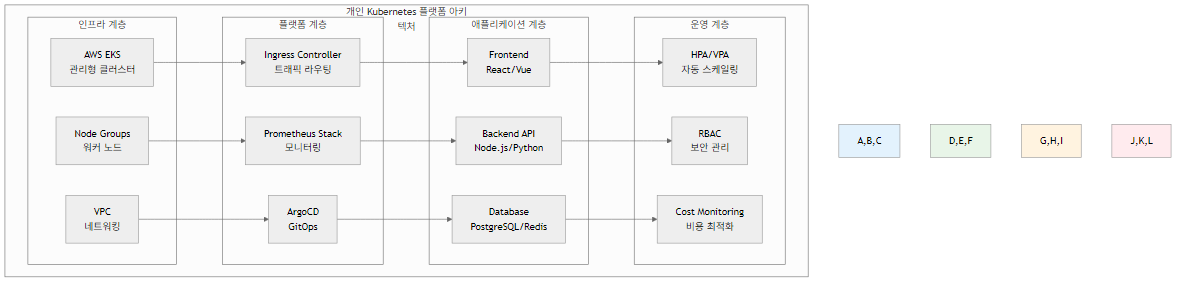 개인 Kubernetes 플랫폼 아키
텍처
인프라 계층
플랫폼 계층
애플리케이션 계층
운영 계층
AWS EKS
관리형 클러스터
Ingress Controller
트래픽 라우팅
Frontend
React/Vue
HPA/VPA
자동 스케일링
Node Groups
워커 노드
Prometheus Stack
모니터링
Backend API
Node.js/Python
RBAC
보안 관리
VPC
네트워킹
ArgoCD
GitOps
Database
PostgreSQL/Redis
Cost Monitoring
비용 최적화
A,B,C
D,E,F
G,H,I
J,K,L